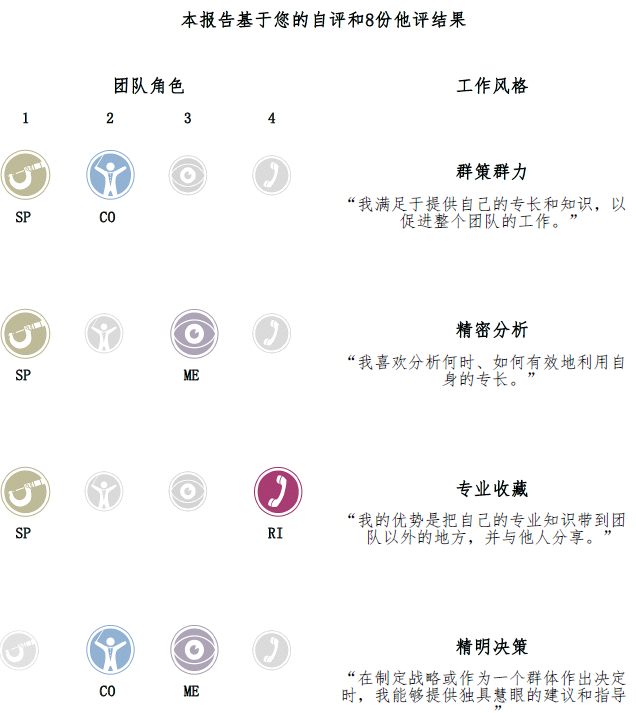 本报告基于您的自评和8份他评结果
团队角色 工作风格
1 2 3 4
群策群力
“我满足于提供自己的专长和知识，以
促进整个团队的工作。”
SP CO
精密分析
“我喜欢分析何时、如何有效地利用自
身的专长。”
SP ME
专业收藏
“我的优势是把自己的专业知识带到团
队以外的地方，并与他人分享。”
SP RI
精明决策
“在制定战略或作为一个群体作出决定
时，我能够提供独具慧眼的建议和指导
”
CO ME